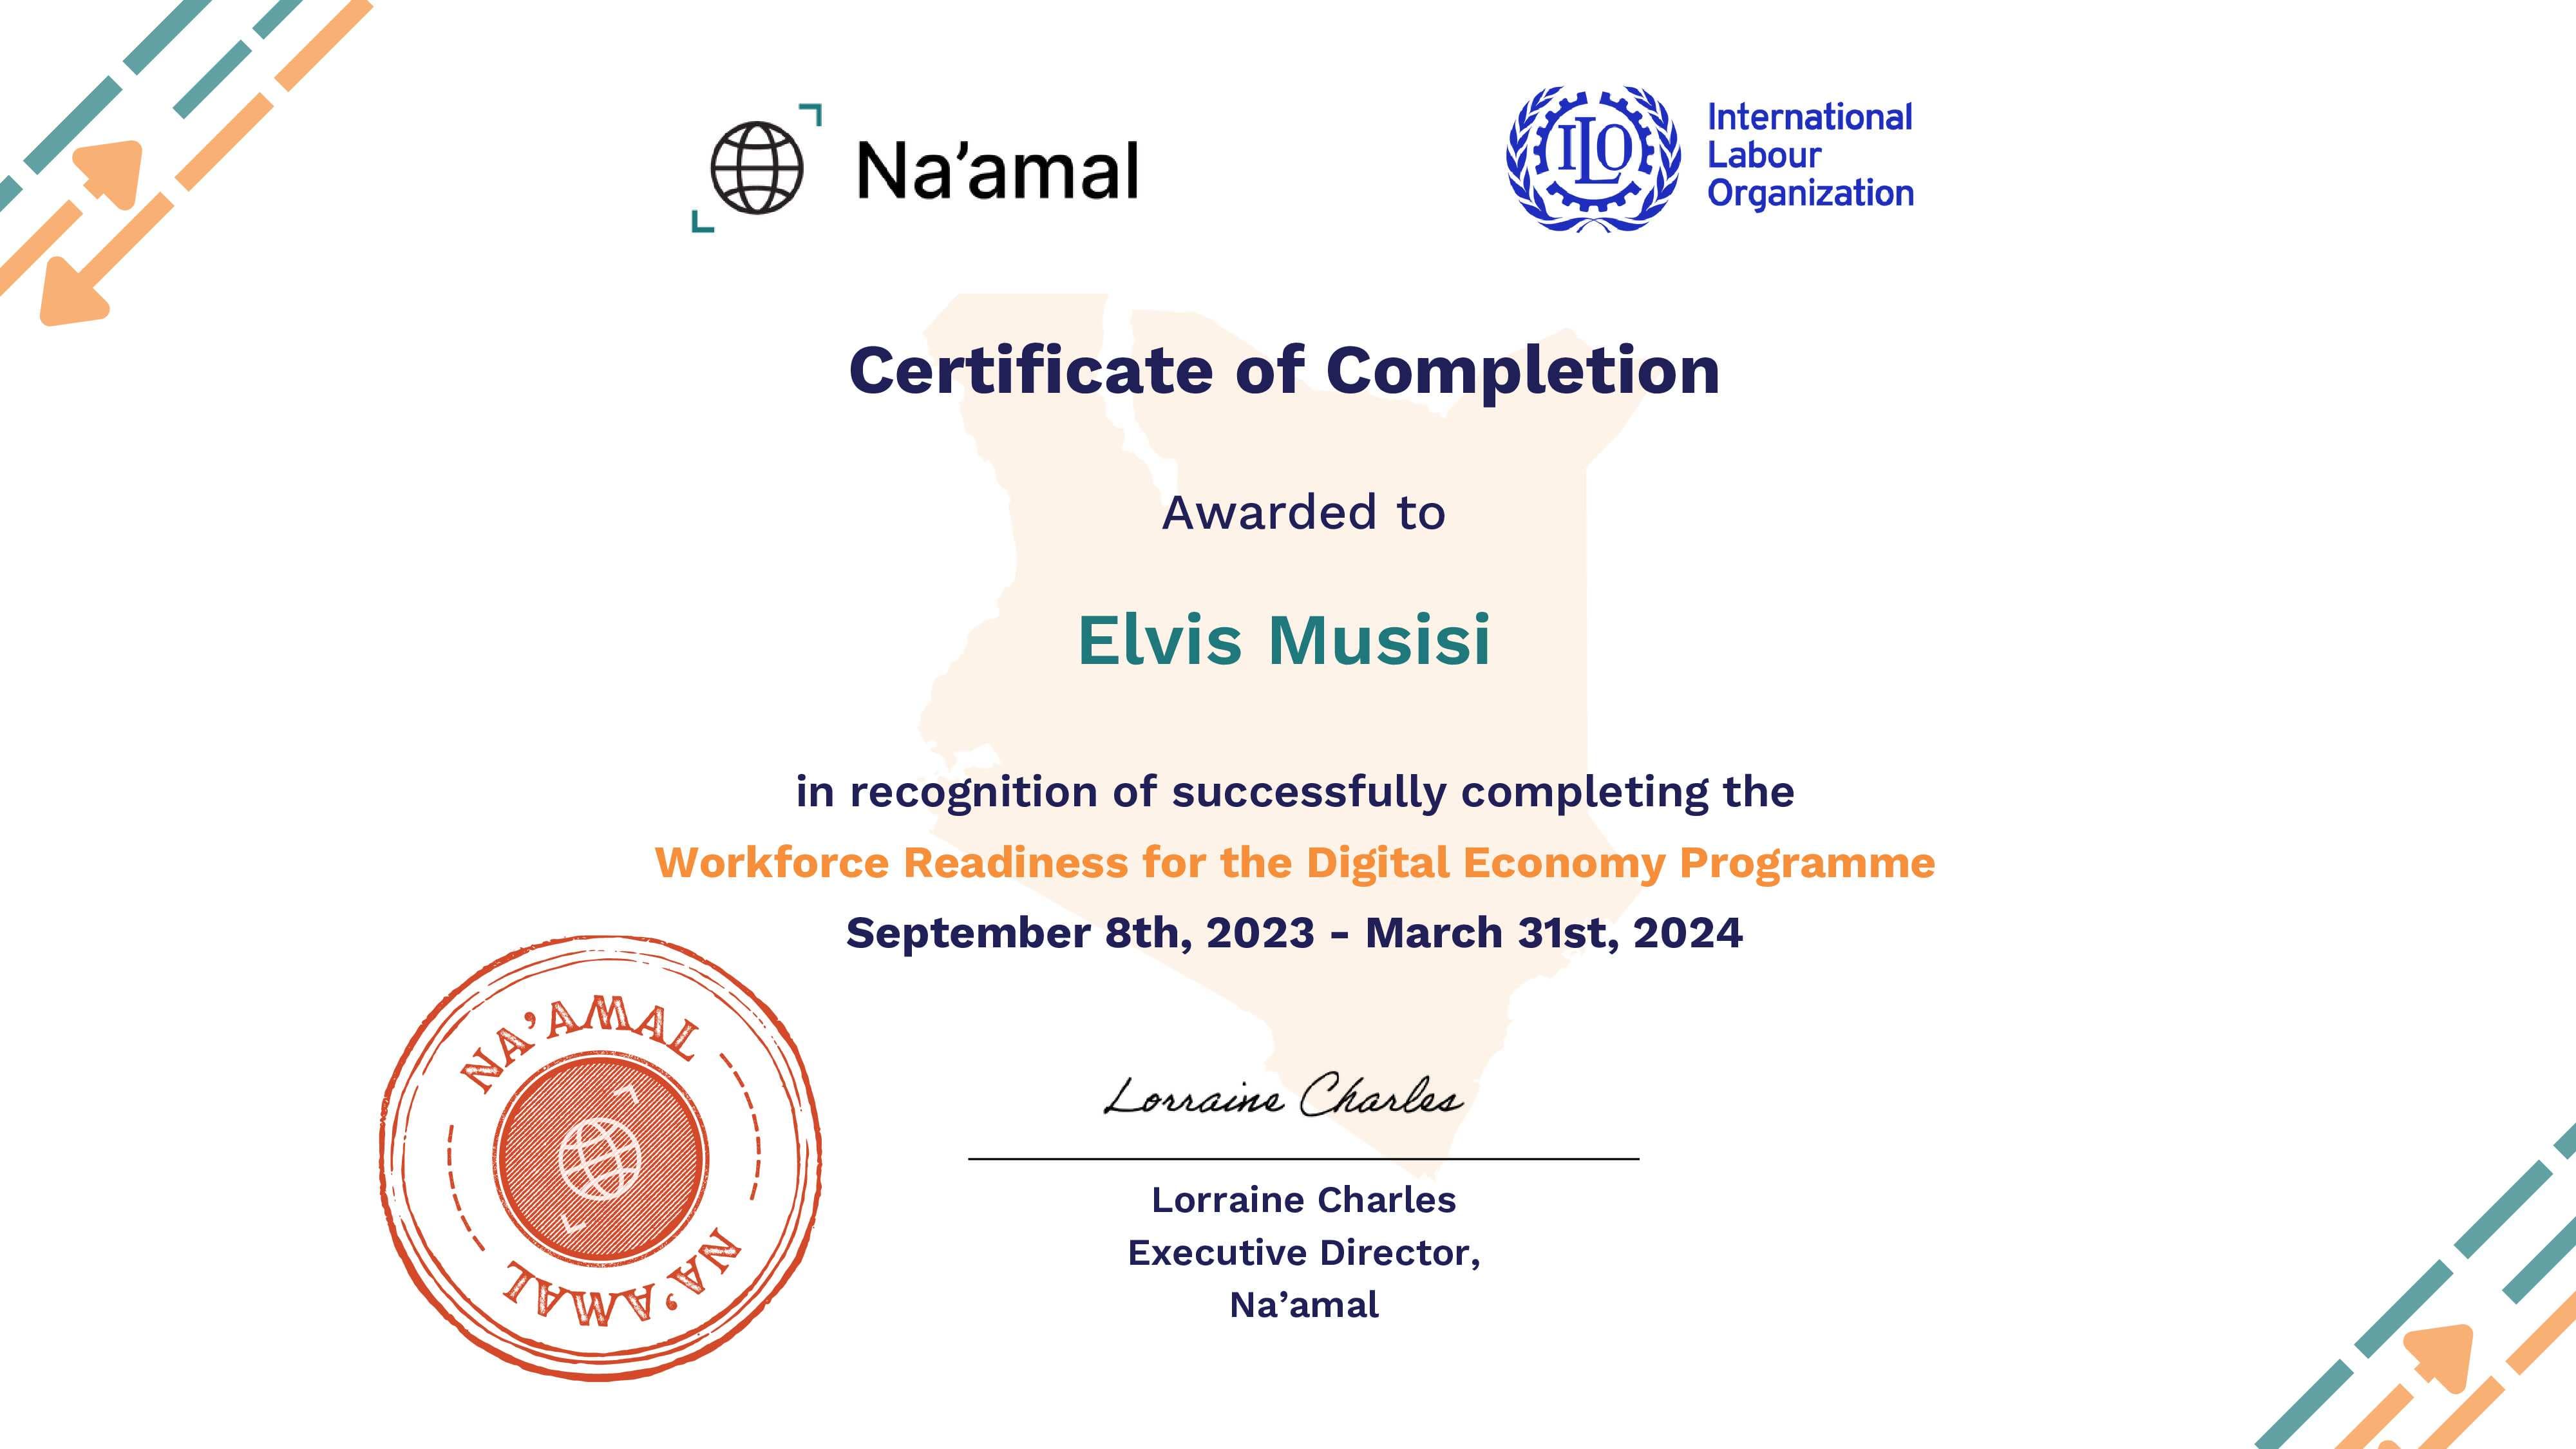 Na’amal
ILO
International
Labour
Organization
Certificate of Completion
Awarded to
Elvis Musisi
in recognition of successfully completing the
Workforce Readiness for the Digital Economy Programme
September 8th, 2023 - March 31st, 2024
NA’AMAL
NA’AMAL
Lorraine Charles
Lorraine Charles
Executive Director,
Na’amal